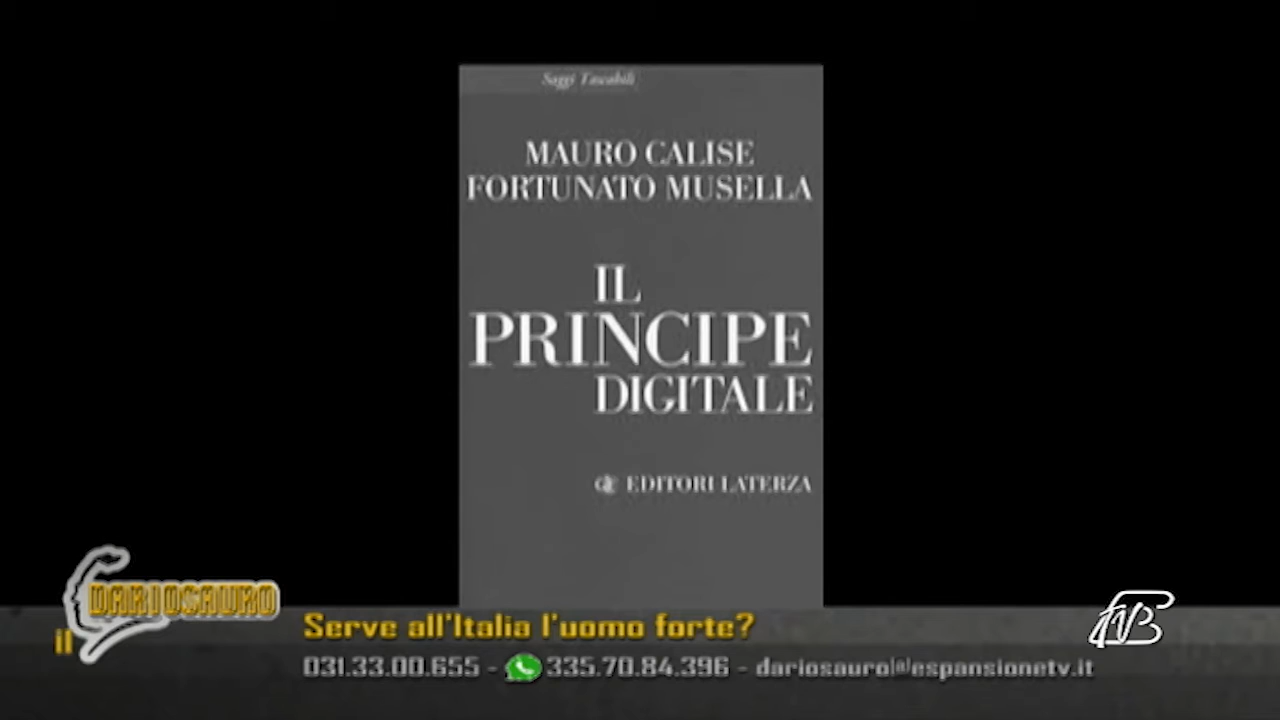 Saggi Tascabili
MAURO CALISE
FORTUNATO MUSELLA
IL
PRINCIPE
DIGITALE
EDITORI LATERZA
il DARIOSAURO
Serve all'Italia l'uomo forte?
031.33.00.655 - 335.70.84.396 - dariosauro@espansionetv.it